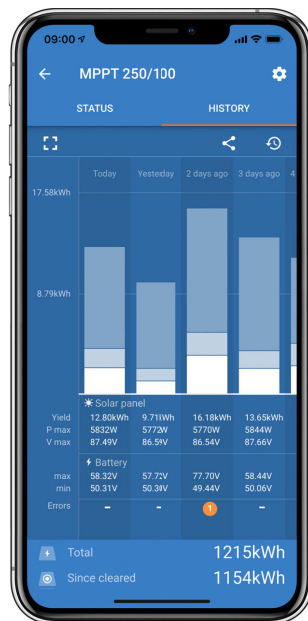 09:00
MPPT 250/100
STATUS HISTORY
Today Yesterday 2 days ago 3 days ago 4
17.58kWh
8.79kWh
Solar panel
Yield 12.80kWh 9.71kWh 16.18kWh 13.65kWh
P max 5832W 5772W 5770W 5844W
V max 87.49V 86.59V 86.54V 87.66V
Battery
max 58.32V 57.72V 77.70V 58.44V
min 50.31V 50.39V 49.44V 50.06V
Errors - - 1 -
Total 1215kWh
Since cleared 1154kWh